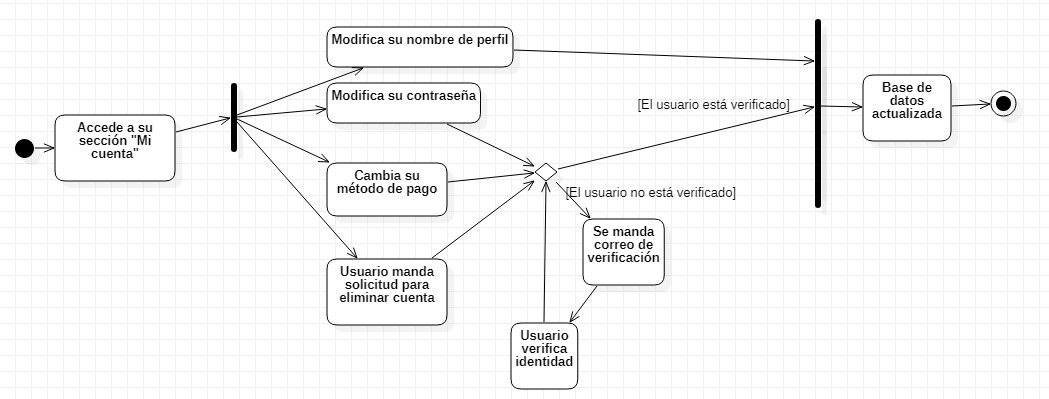 Accede a su
sección "Mi
cuenta"
Modifica su nombre de perfil
Modifica su contraseña
Cambia su
método de pago
Usuario manda
solicitud para
eliminar cuenta
[El usuario está verificado]
[El usuario no está verificado]
Se manda
correo de
verificación
Usuario
verifica
identidad
Base de
datos
actualizada